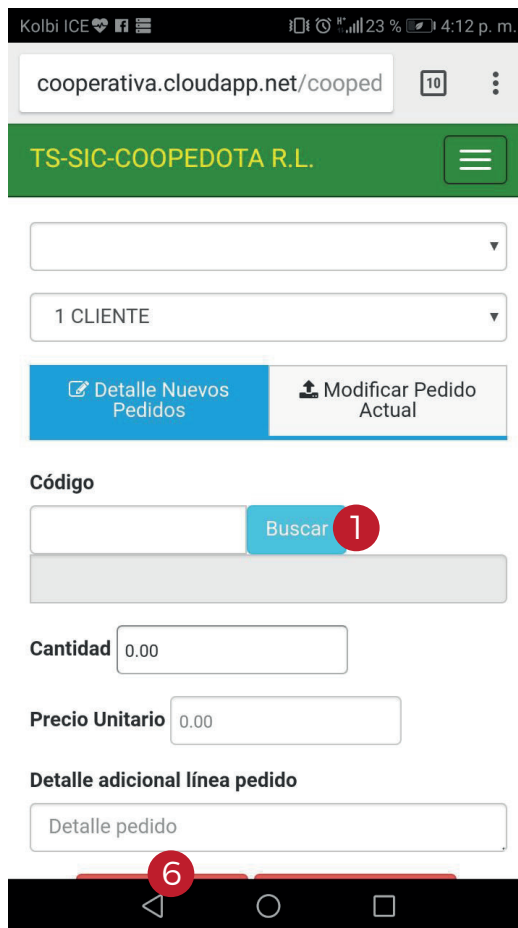 Kolbi ICE 23 % 4:12 p. m.
cooperativa.cloudapp.net/cooped 10
TS-SIC-COOPEDOTA R.L.
1 CLIENTE
Detalle Nuevos Pedidos
Modificar Pedido Actual
Código
Buscar 1
Cantidad 0.00
Precio Unitario 0.00
Detalle adicional línea pedido
Detalle pedido
6